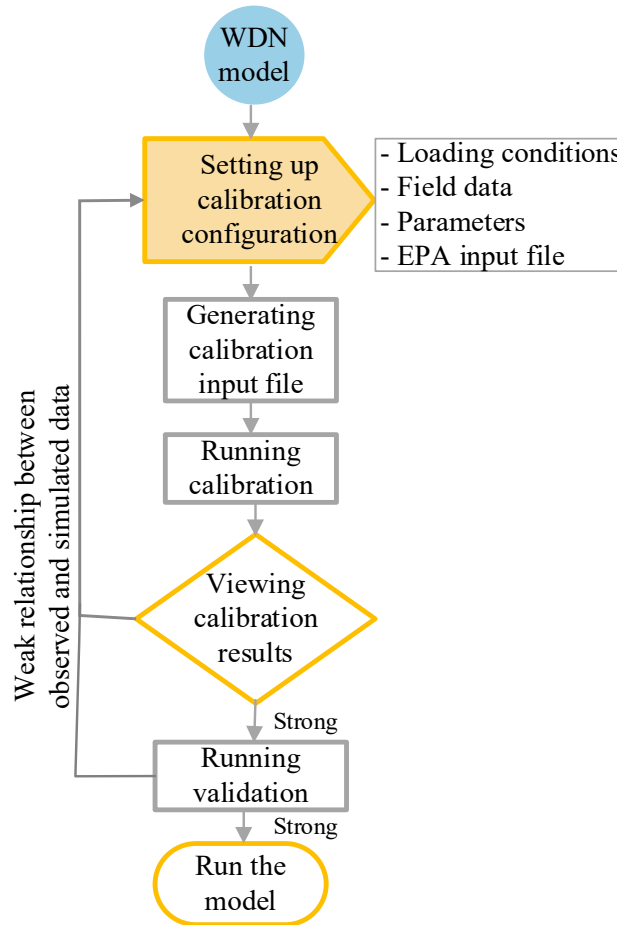 WDN
model
Setting up
calibration
configuration
- Loading conditions
- Field data
- Parameters
- EPA input file
Generating
calibration
input file
Running
calibration
Weak relationship between
observed and simulated data
Viewing
calibration
results
Strong
Running
validation
Strong
Run the
model